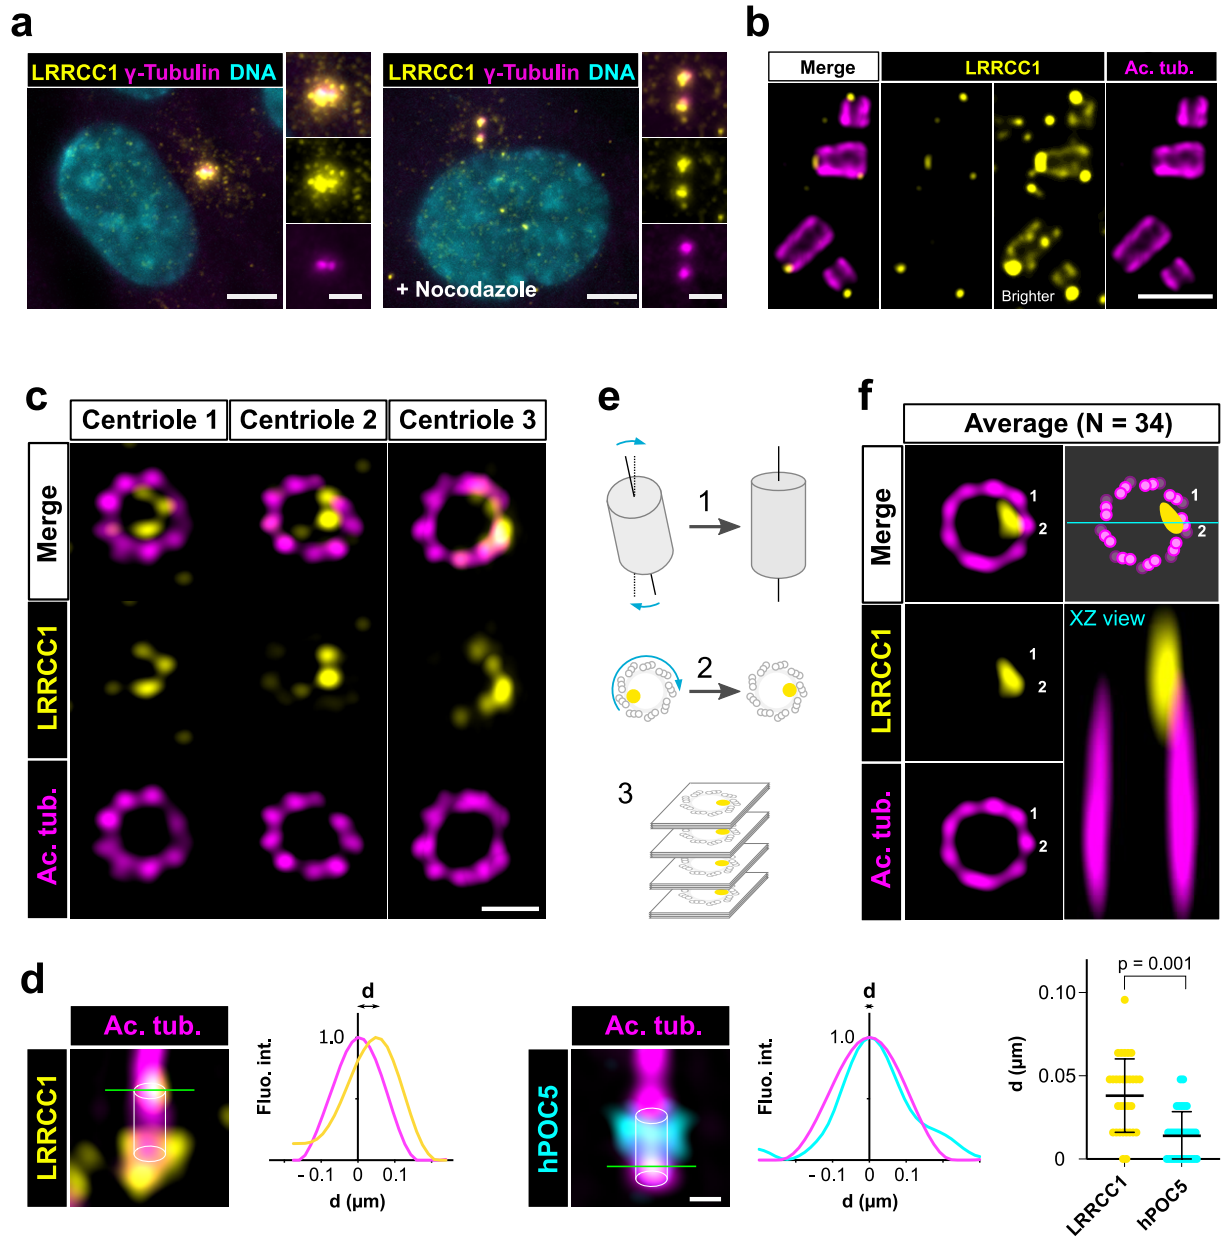 a
LRRCC1 γ-Tubulin DNA
LRRCC1 γ-Tubulin DNA
+ Nocodazole
b
Merge
LRRCC1
Ac. tub.
Brighter
c
Centriole 1
Centriole 2
Centriole 3
Merge
LRRCC1
Ac. tub.
e
1
2
3
f
Average (N = 34)
Merge
1
2
1
2
LRRCC1
1
2
XZ view
Ac. tub.
1
2
d
Ac. tub.
LRRCC1
d
1.0
Fluo. int.
- 0.1
0
0.1
d (µm)
Ac. tub.
hPOC5
d
1.0
Fluo. int.
- 0.1
0
0.1
d (µm)
p = 0.001
0.10
0.05
0
d (µm)
LRRCC1
hPOC5